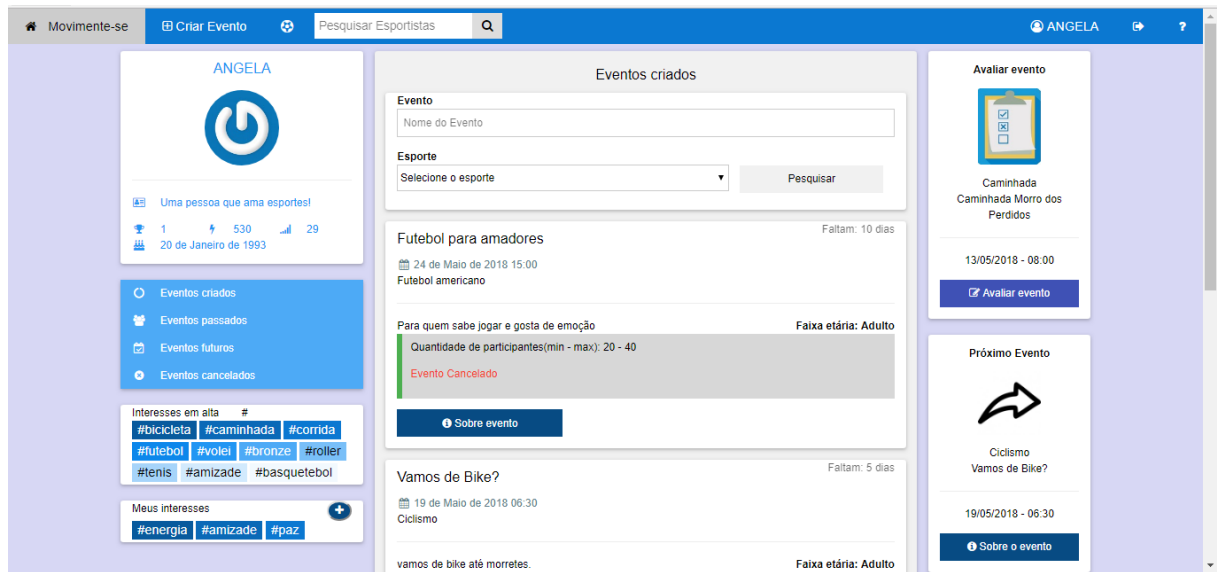 Movimente-se
Criar Evento
Pesquisar Esportistas
ANGELA
?
ANGELA
Uma pessoa que ama esportes!
1 530 29
20 de Janeiro de 1993
Eventos criados
Eventos passados
Eventos futuros
Eventos cancelados
Interesses em alta #
#bicicleta #caminhada #corrida
#futebol #volei #bronze #roller
#tenis #amizade #basquetebol
Meus interesses
#energia #amizade #paz
Eventos criados
Evento
Nome do Evento
Esporte
Selecione o esporte
Pesquisar
Futebol para amadores
Faltam: 10 dias
24 de Maio de 2018 15:00
Futebol americano
Para quem sabe jogar e gosta de emoção
Faixa etária: Adulto
Quantidade de participantes(min - max): 20 - 40
Evento Cancelado
Sobre evento
Vamos de Bike?
Faltam: 5 dias
19 de Maio de 2018 06:30
Ciclismo
vamos de bike até morretes.
Faixa etária: Adulto
Avaliar evento
Caminhada
Caminhada Morro dos
Perdidos
13/05/2018 - 08:00
Avaliar evento
Próximo Evento
Ciclismo
Vamos de Bike?
19/05/2018 - 06:30
Sobre o evento